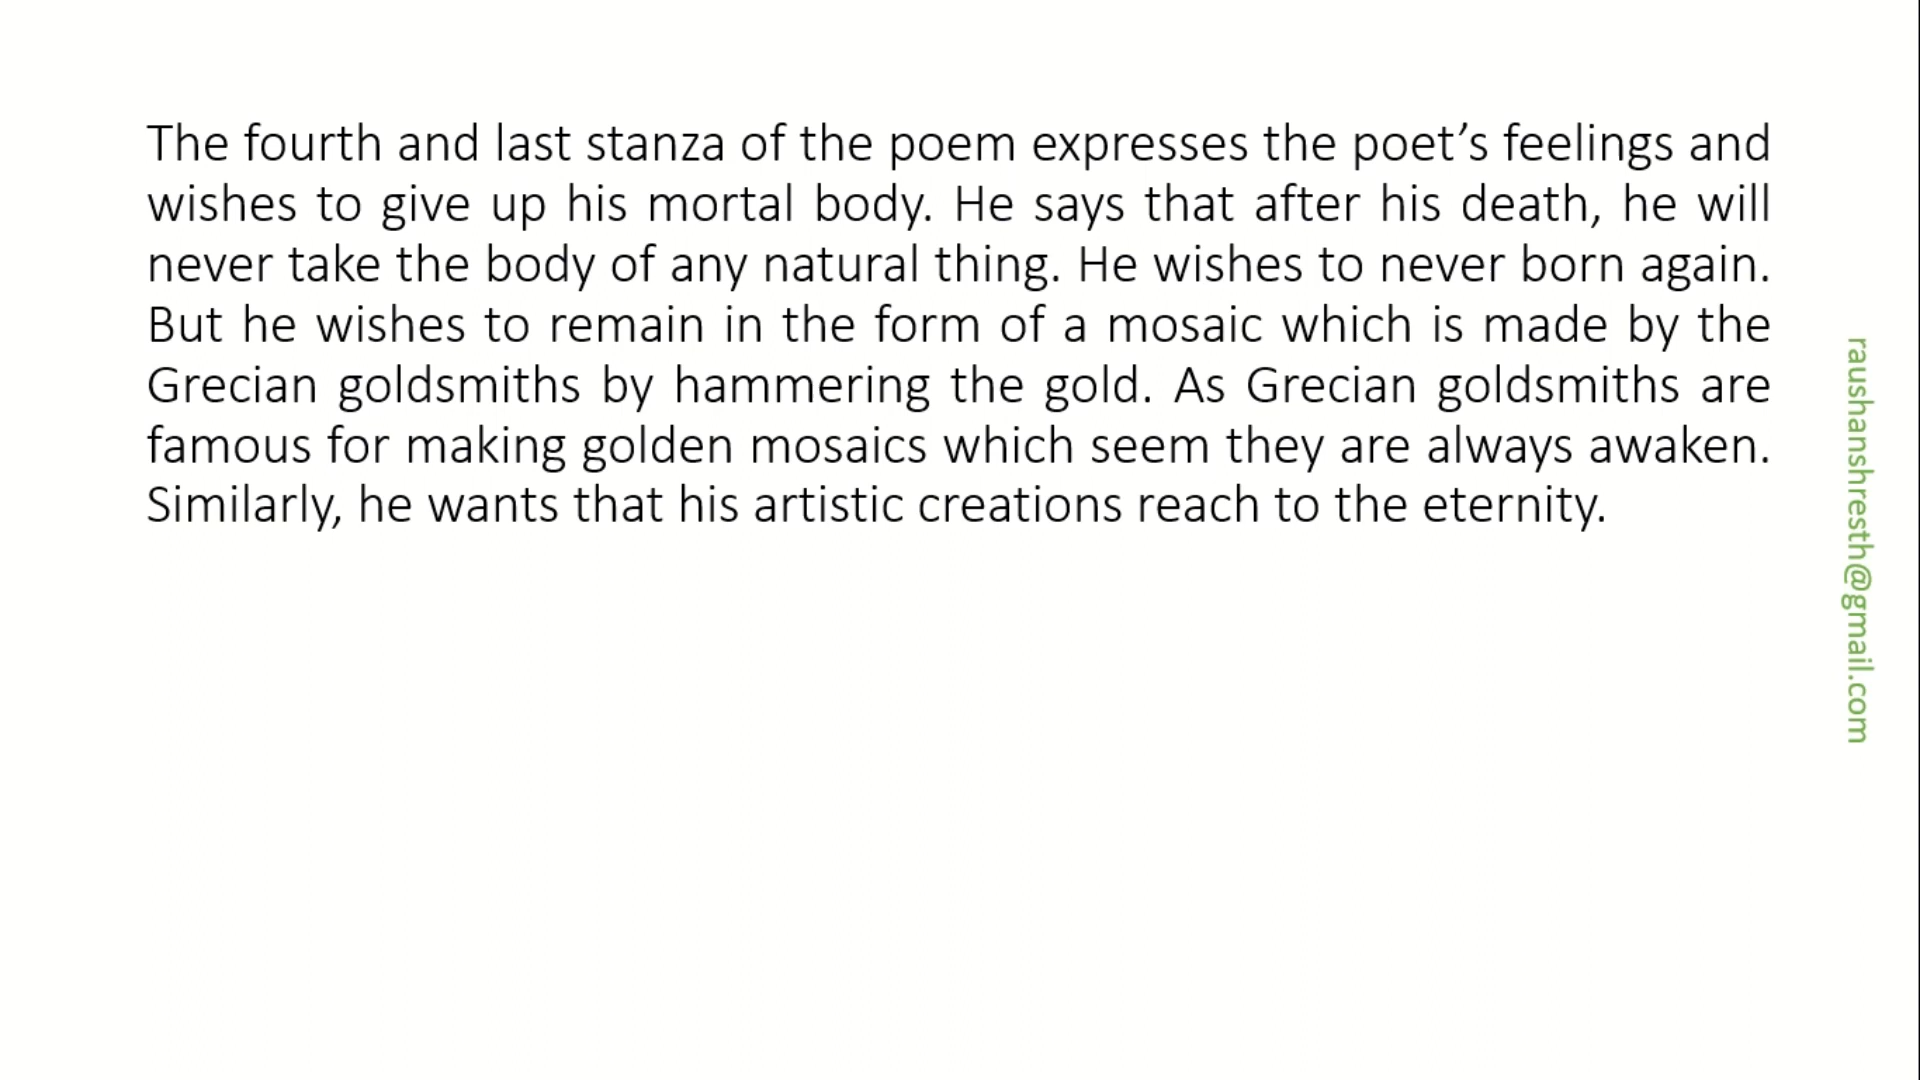 The fourth and last stanza of the poem expresses the poet’s feelings and
wishes to give up his mortal body. He says that after his death, he will
never take the body of any natural thing. He wishes to never born again.
But he wishes to remain in the form of a mosaic which is made by the
Grecian goldsmiths by hammering the gold. As Grecian goldsmiths are
famous for making golden mosaics which seem they are always awaken.
Similarly, he wants that his artistic creations reach to the eternity.
raushanshresth@gmail.com